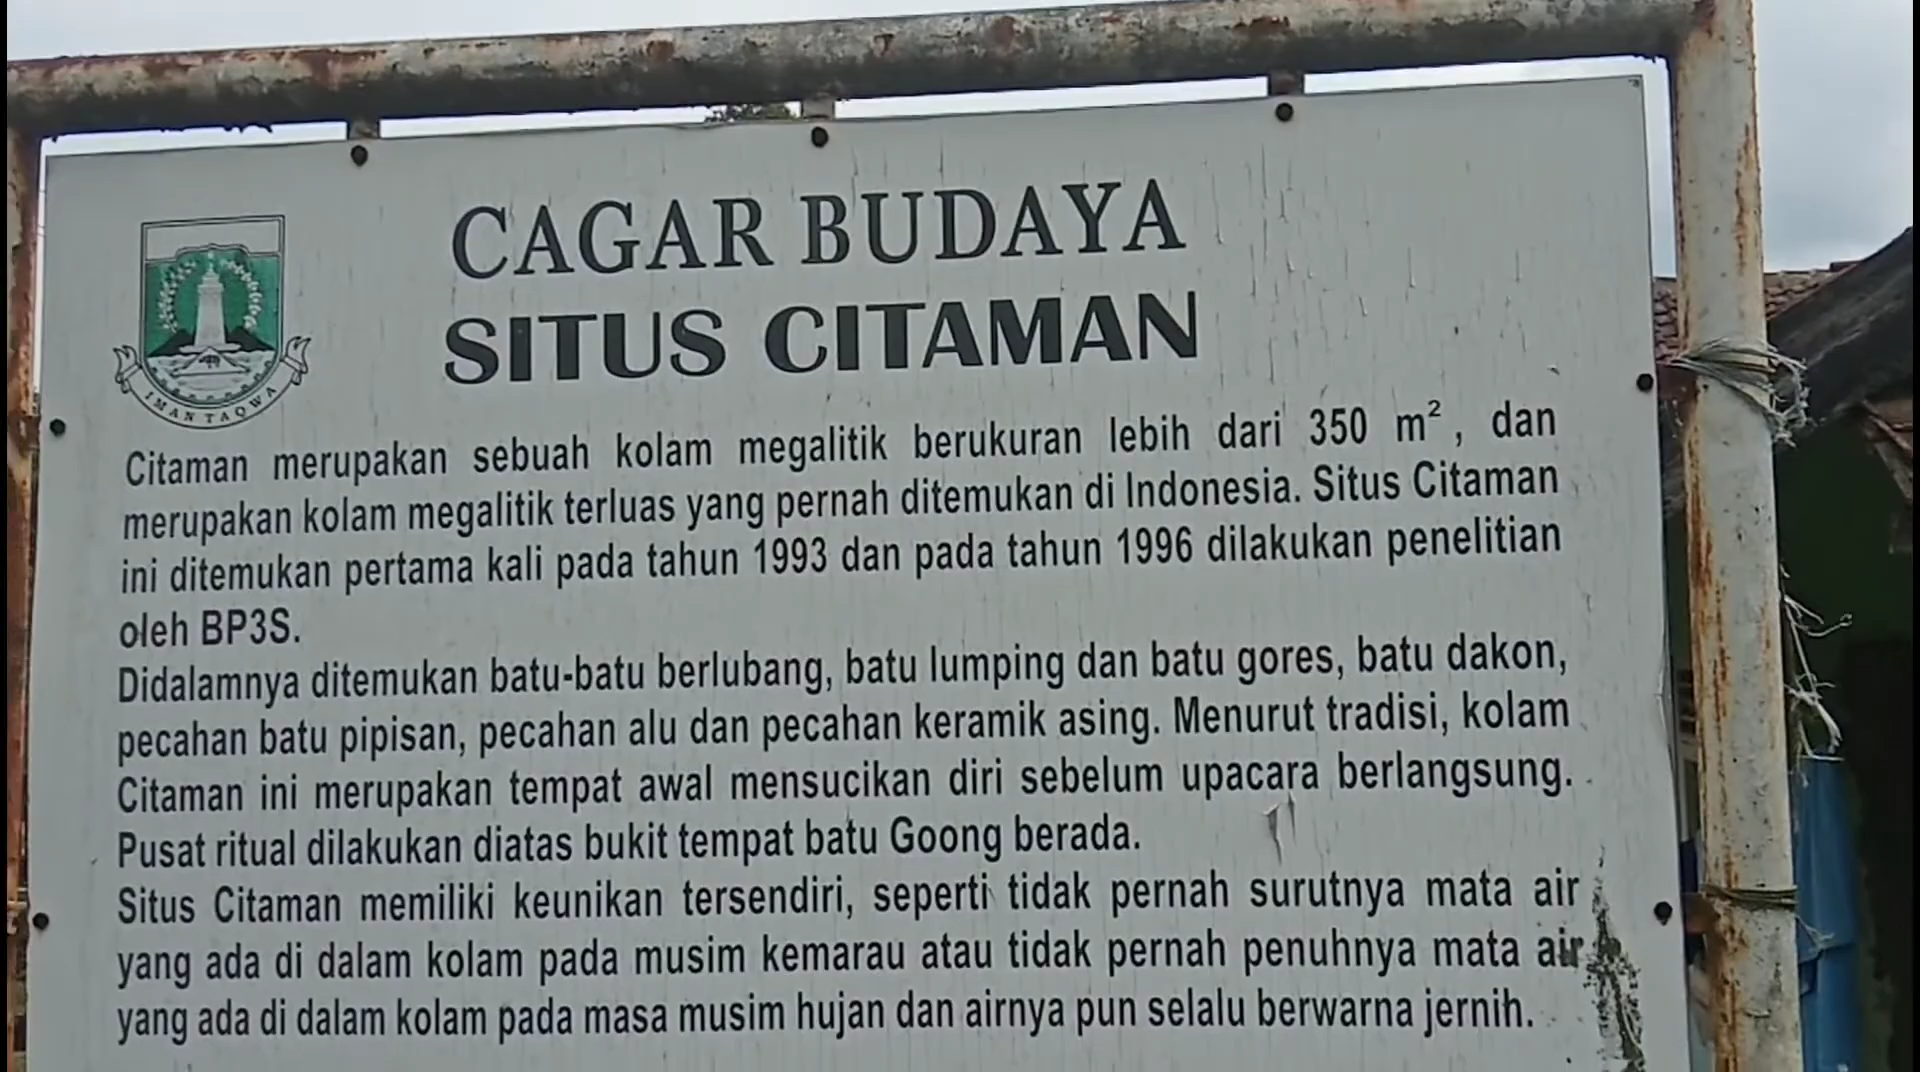 CAGAR BUDAYA
SITUS CITAMAN
IMAN TAQWA
Citaman merupakan sebuah kolam megalitik berukuran lebih dari 350 m², dan
merupakan kolam megalitik terluas yang pernah ditemukan di Indonesia. Situs Citaman
ini ditemukan pertama kali pada tahun 1993 dan pada tahun 1996 dilakukan penelitian
oleh BP3S.
Didalamnya ditemukan batu-batu berlubang, batu lumping dan batu gores, batu dakon,
pecahan batu pipisan, pecahan alu dan pecahan keramik asing. Menurut tradisi, kolam
Citaman ini merupakan tempat awal mensucikan diri sebelum upacara berlangsung.
Pusat ritual dilakukan diatas bukit tempat batu Goong berada.
Situs Citaman memiliki keunikan tersendiri, seperti tidak pernah surutnya mata air
yang ada di dalam kolam pada musim kemarau atau tidak pernah penuhnya mata air
yang ada di dalam kolam pada masa musim hujan dan airnya pun selalu berwarna jernih.